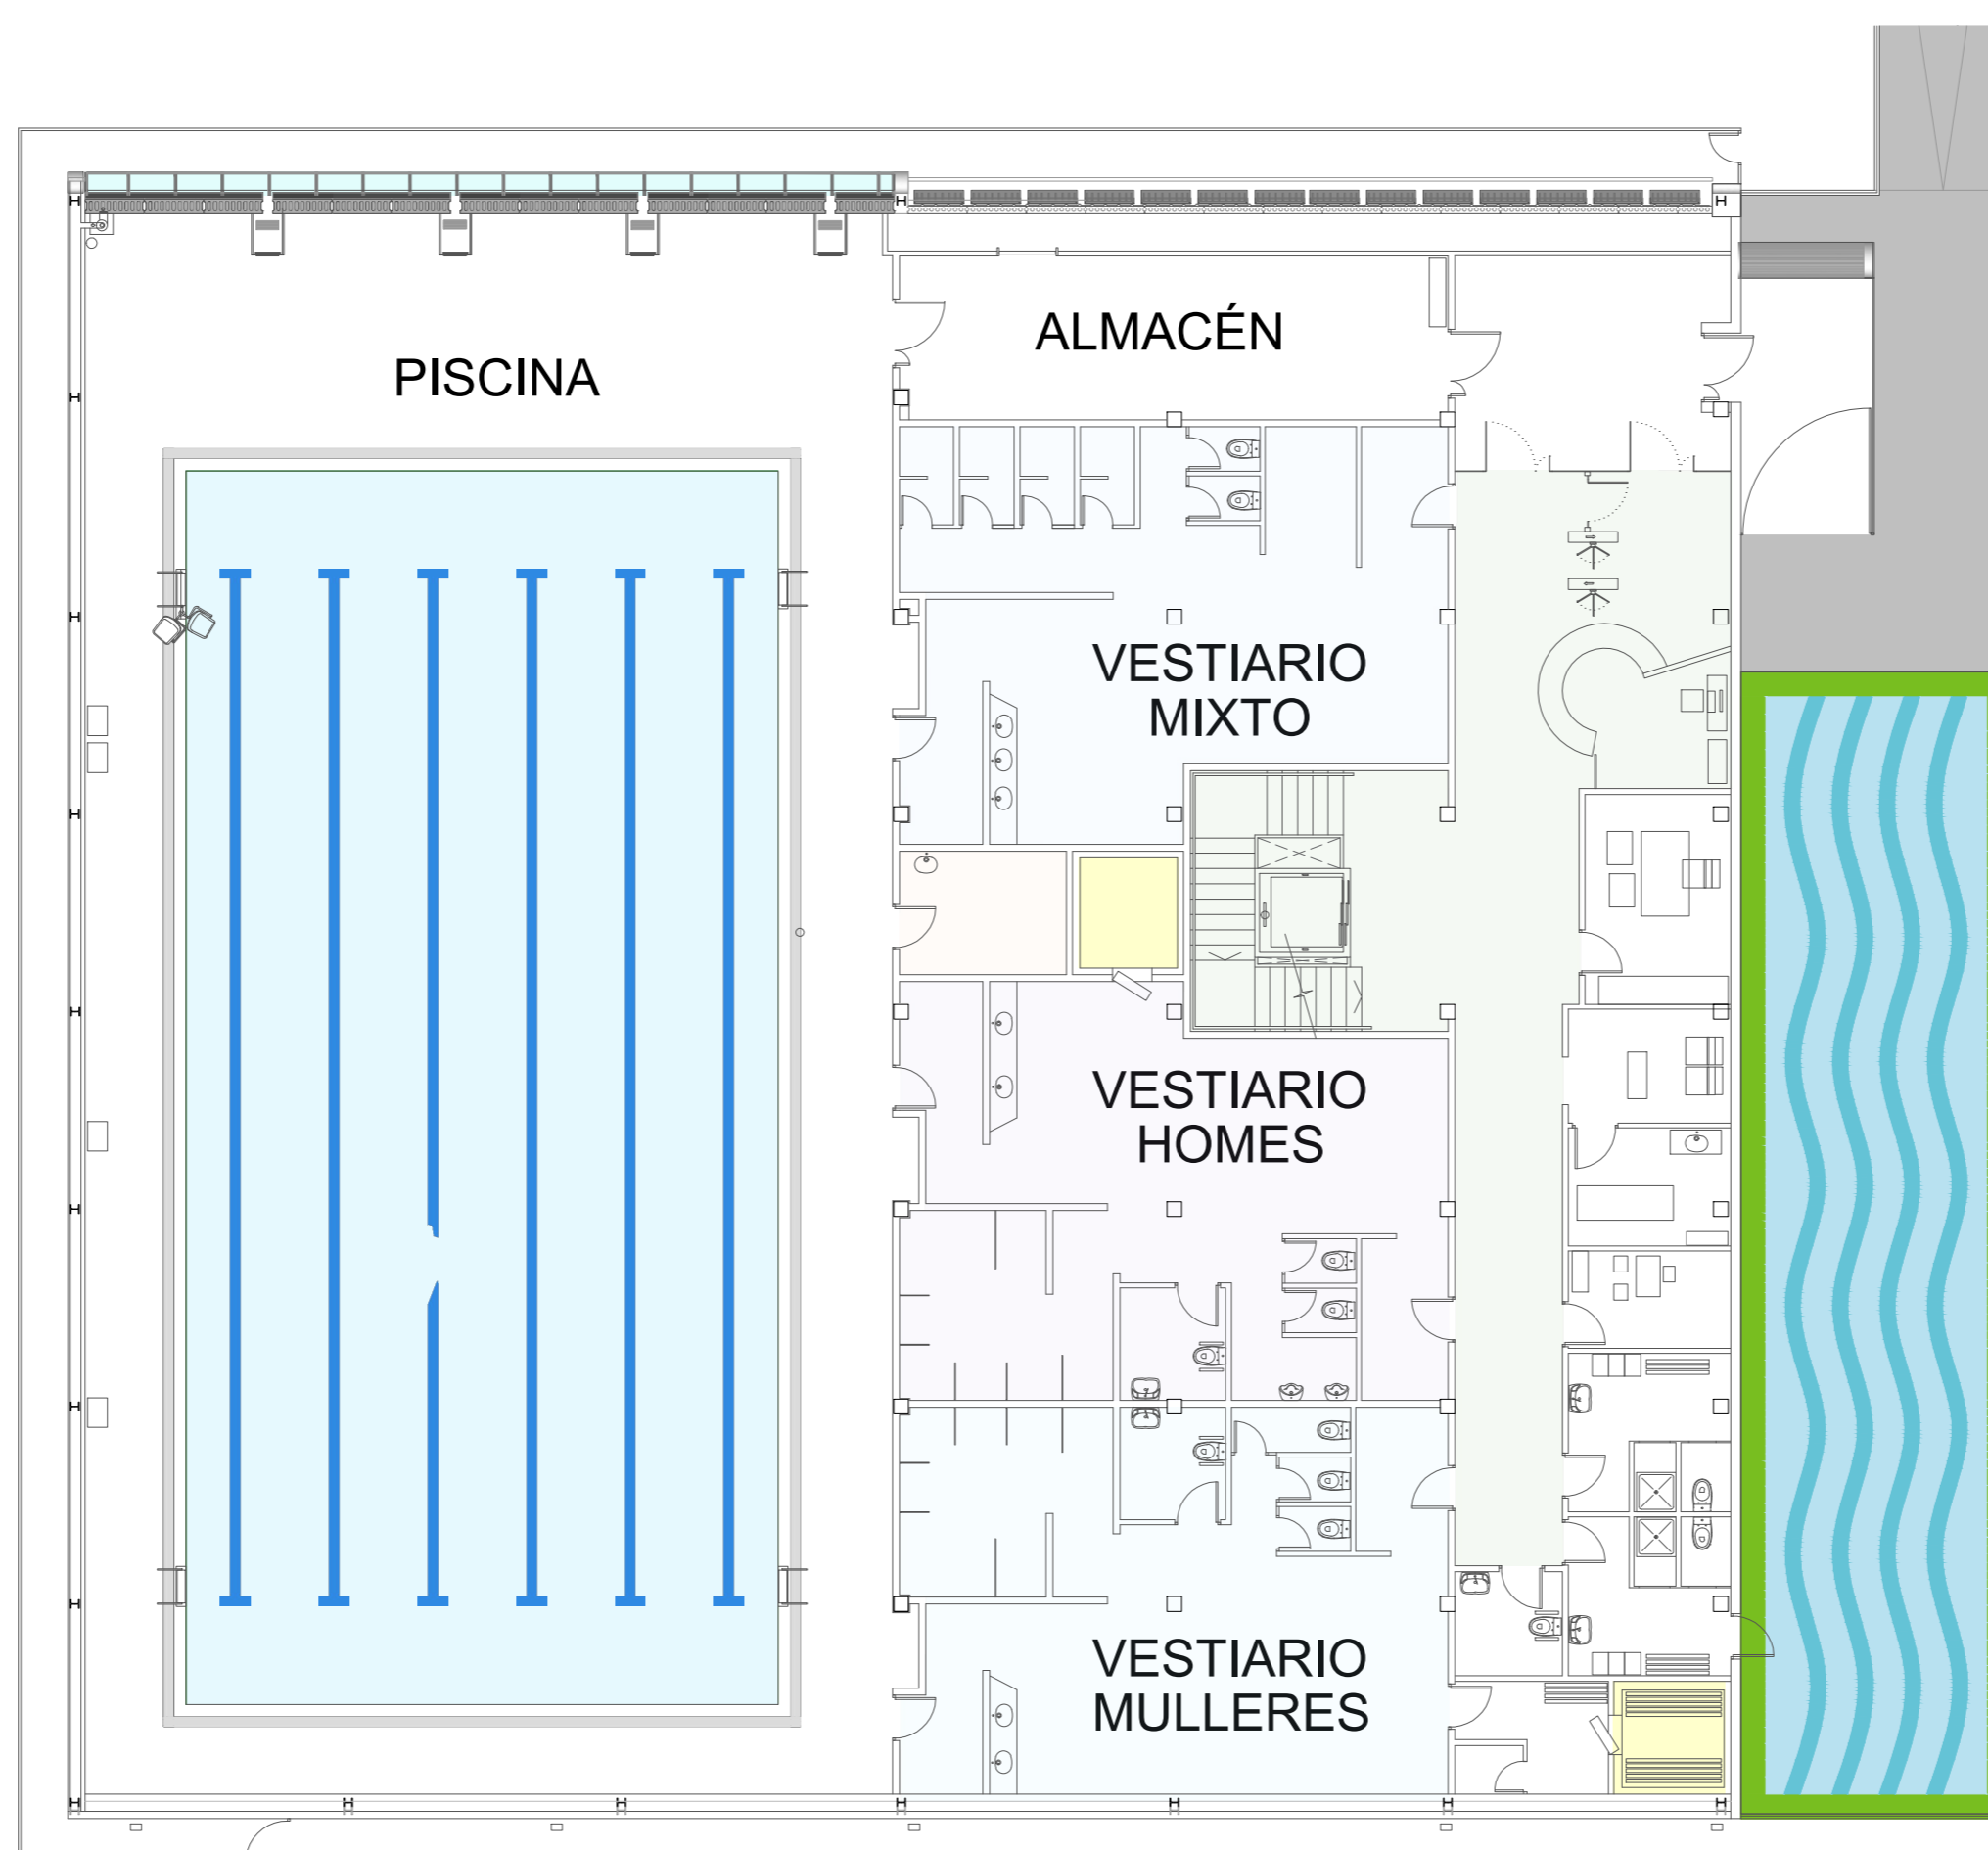 ALMACÉN
PISCINA
VESTIARIO
MIXTO
VESTIARIO
HOMES
VESTIARIO
MULLERES